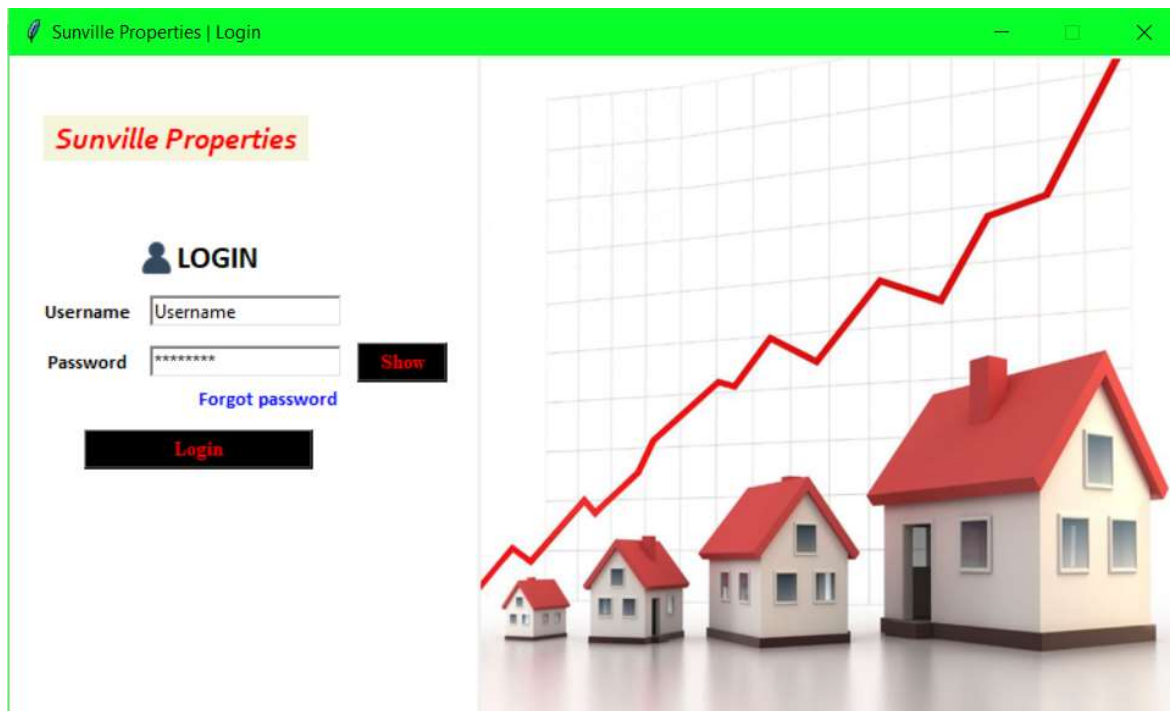 Sunville Properties | Login
Sunville Properties
LOGIN
Username Username
Password ******** Show
Forgot password
Login